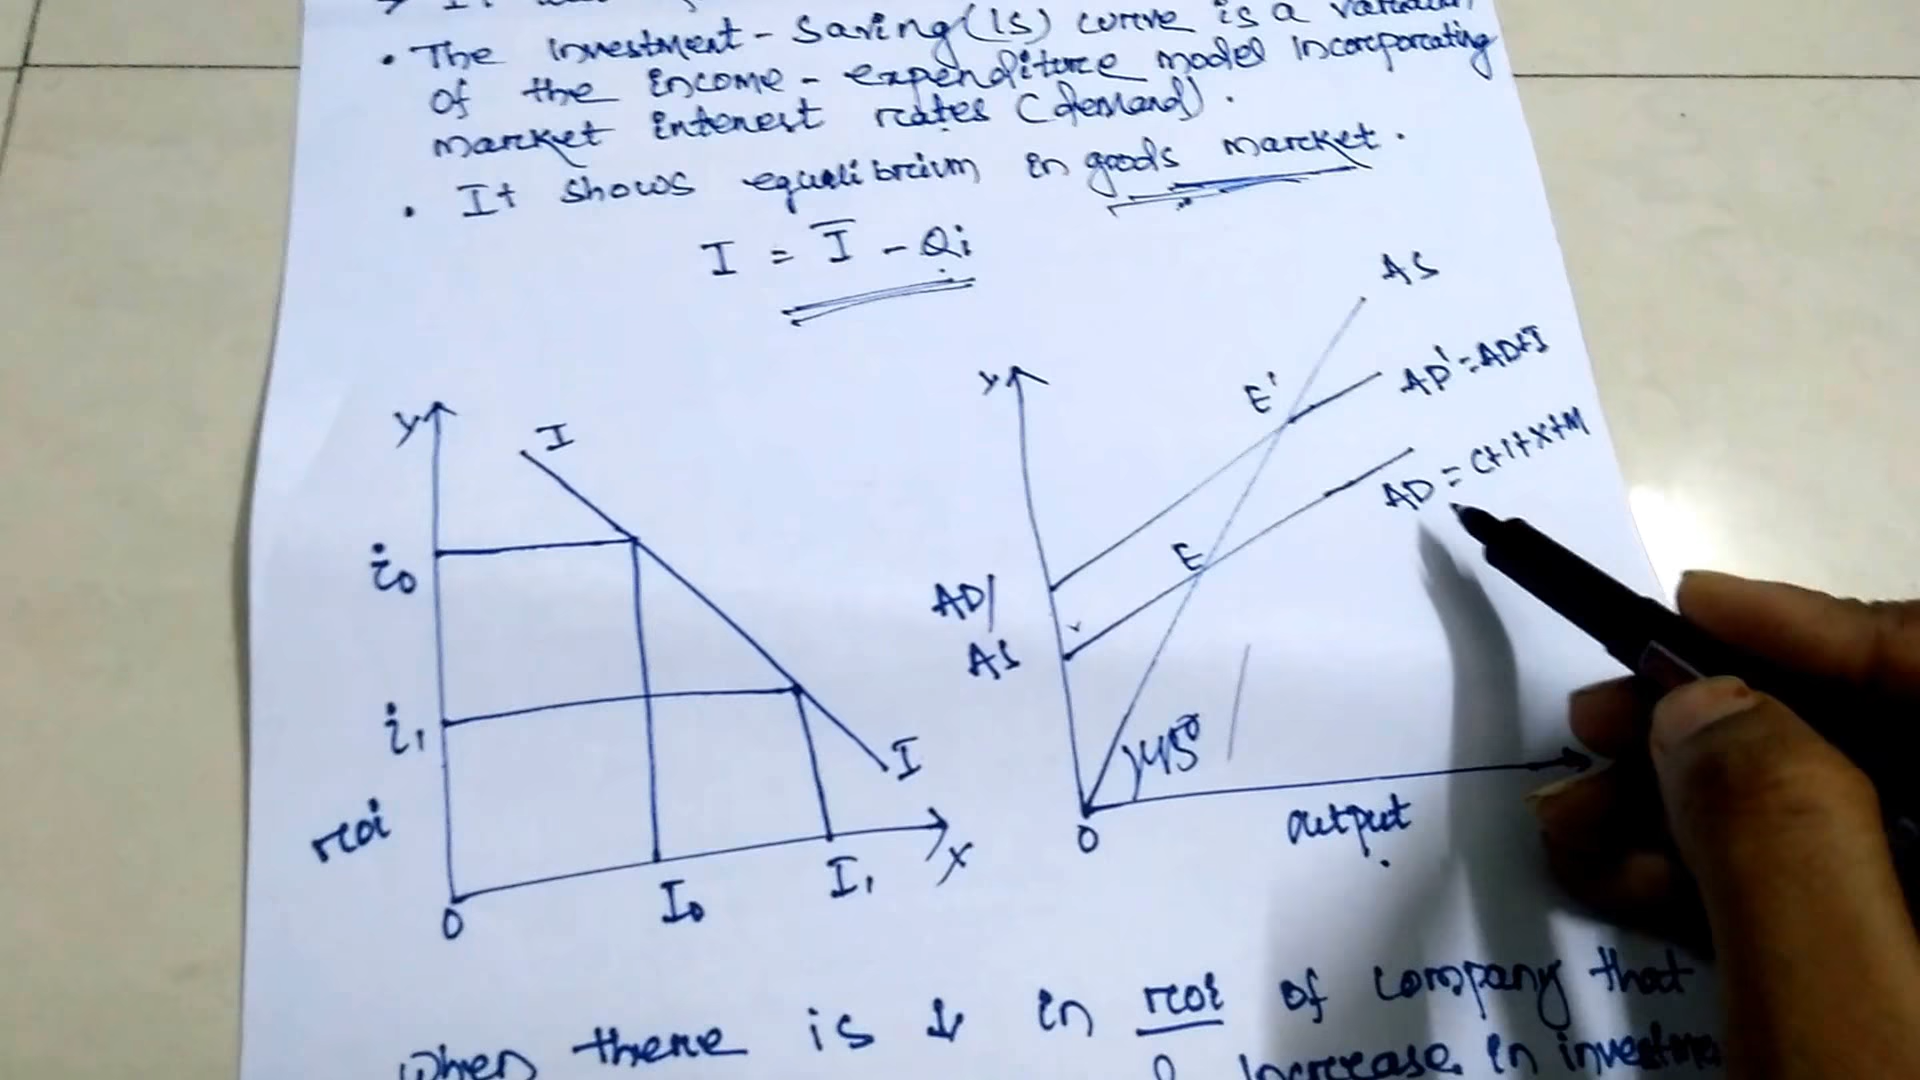 • The investment - Saving (IS) curve is a
of the income - expenditure model incorporating
market interest rates (demand).
• It shows equilibrium in goods market.
I = Ī - Qi
AS
y
E'
AD' = AD+I
y
I
AD = C+I+X+M
i₀
E
AD/
AS
i₁
I
45°
roi
output
0
x
I₀
I₁
0
When there is ↓ in roi of company that
increase in